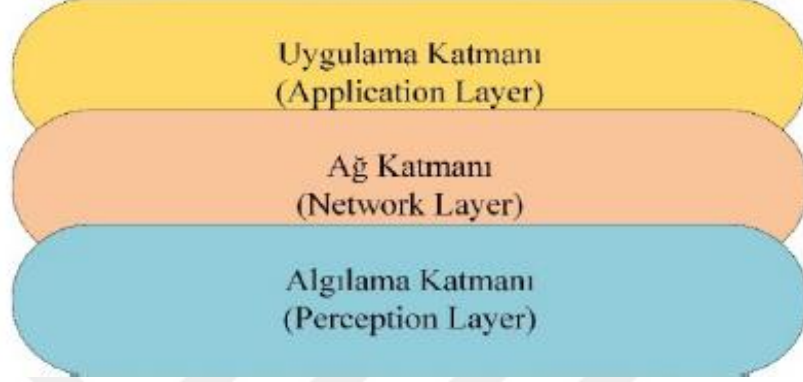 Uygulama Katmanı
(Application Layer)
Ağ Katmanı
(Network Layer)
Algılama Katmanı
(Perception Layer)